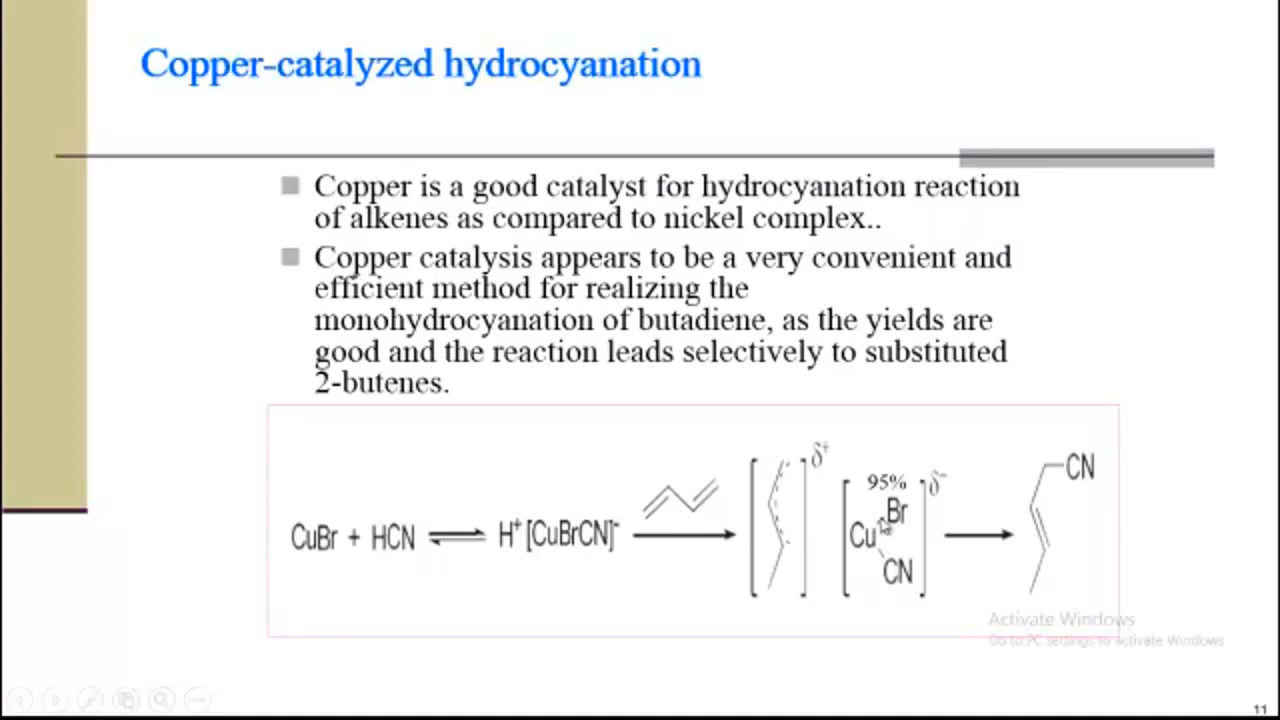 Copper-catalyzed hydrocyanation
Copper is a good catalyst for hydrocyanation reaction
of alkenes as compared to nickel complex..
Copper catalysis appears to be a very convenient and
efficient method for realizing the
monohydrocyanation of butadiene, as the yields are
good and the reaction leads selectively to substituted
2-butenes.
CuBr + HCN ⇌ H⁺ [CuBrCN]⁻
δ⁺
95%
Br
Cu
CN
δ⁻
CN
Activate Windows
Go to PC settings to activate Windows
11